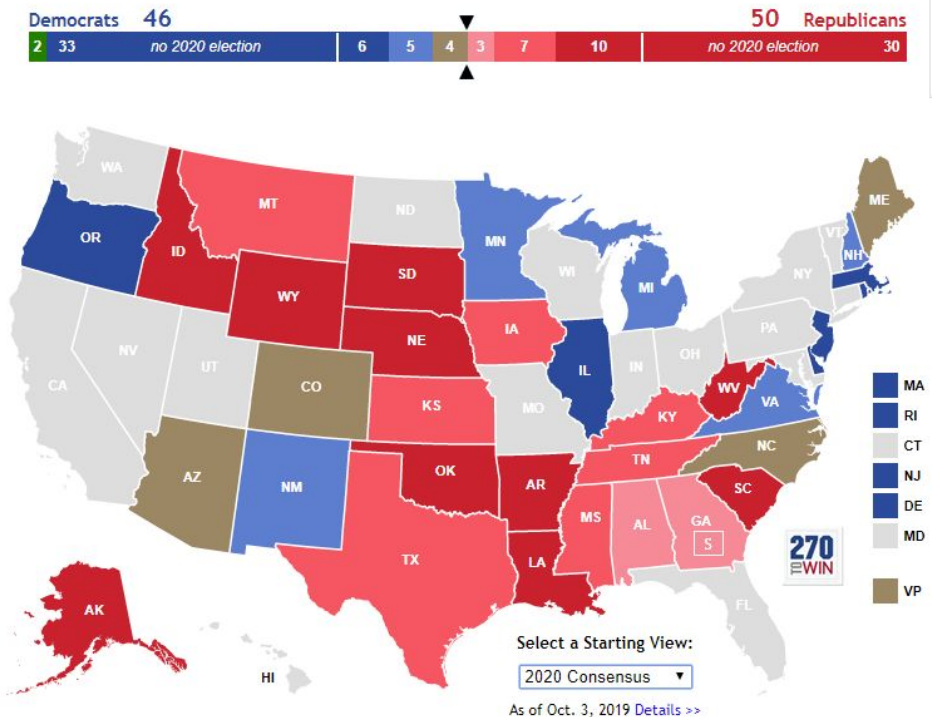 Democrats 46 50 Republicans
2 33 no 2020 election 6 5 4 3 7 10 no 2020 election 30
WA
MT
ND
ME
OR
ID
MN
VT
NH
SD
WI
NY
WY
MI
IA
PA
NE
NV
UT
IL
IN
OH
CA
CO
WV
VA
MA
KS
MO
KY
RI
NC
CT
TN
AZ
OK
NM
AR
SC
NJ
MS
AL
GA
DE
S
MD
TX
LA
270
TO WIN
VP
AK
FL
HI
Select a Starting View:
2020 Consensus ▼
As of Oct. 3, 2019 Details >>